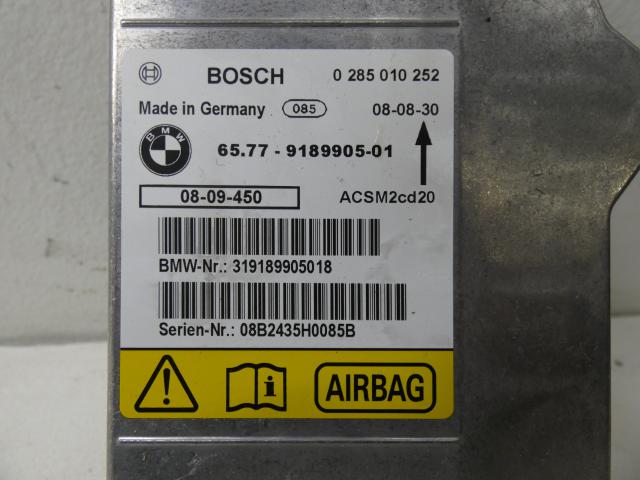 BOSCH 0 285 010 252
Made in Germany 085 08-08-30
BMW
65.77 - 9189905-01
08-09-450 ACSM2cd20
BMW-Nr.: 319189905018
Serien-Nr.: 08B2435H0085B
AIRBAG